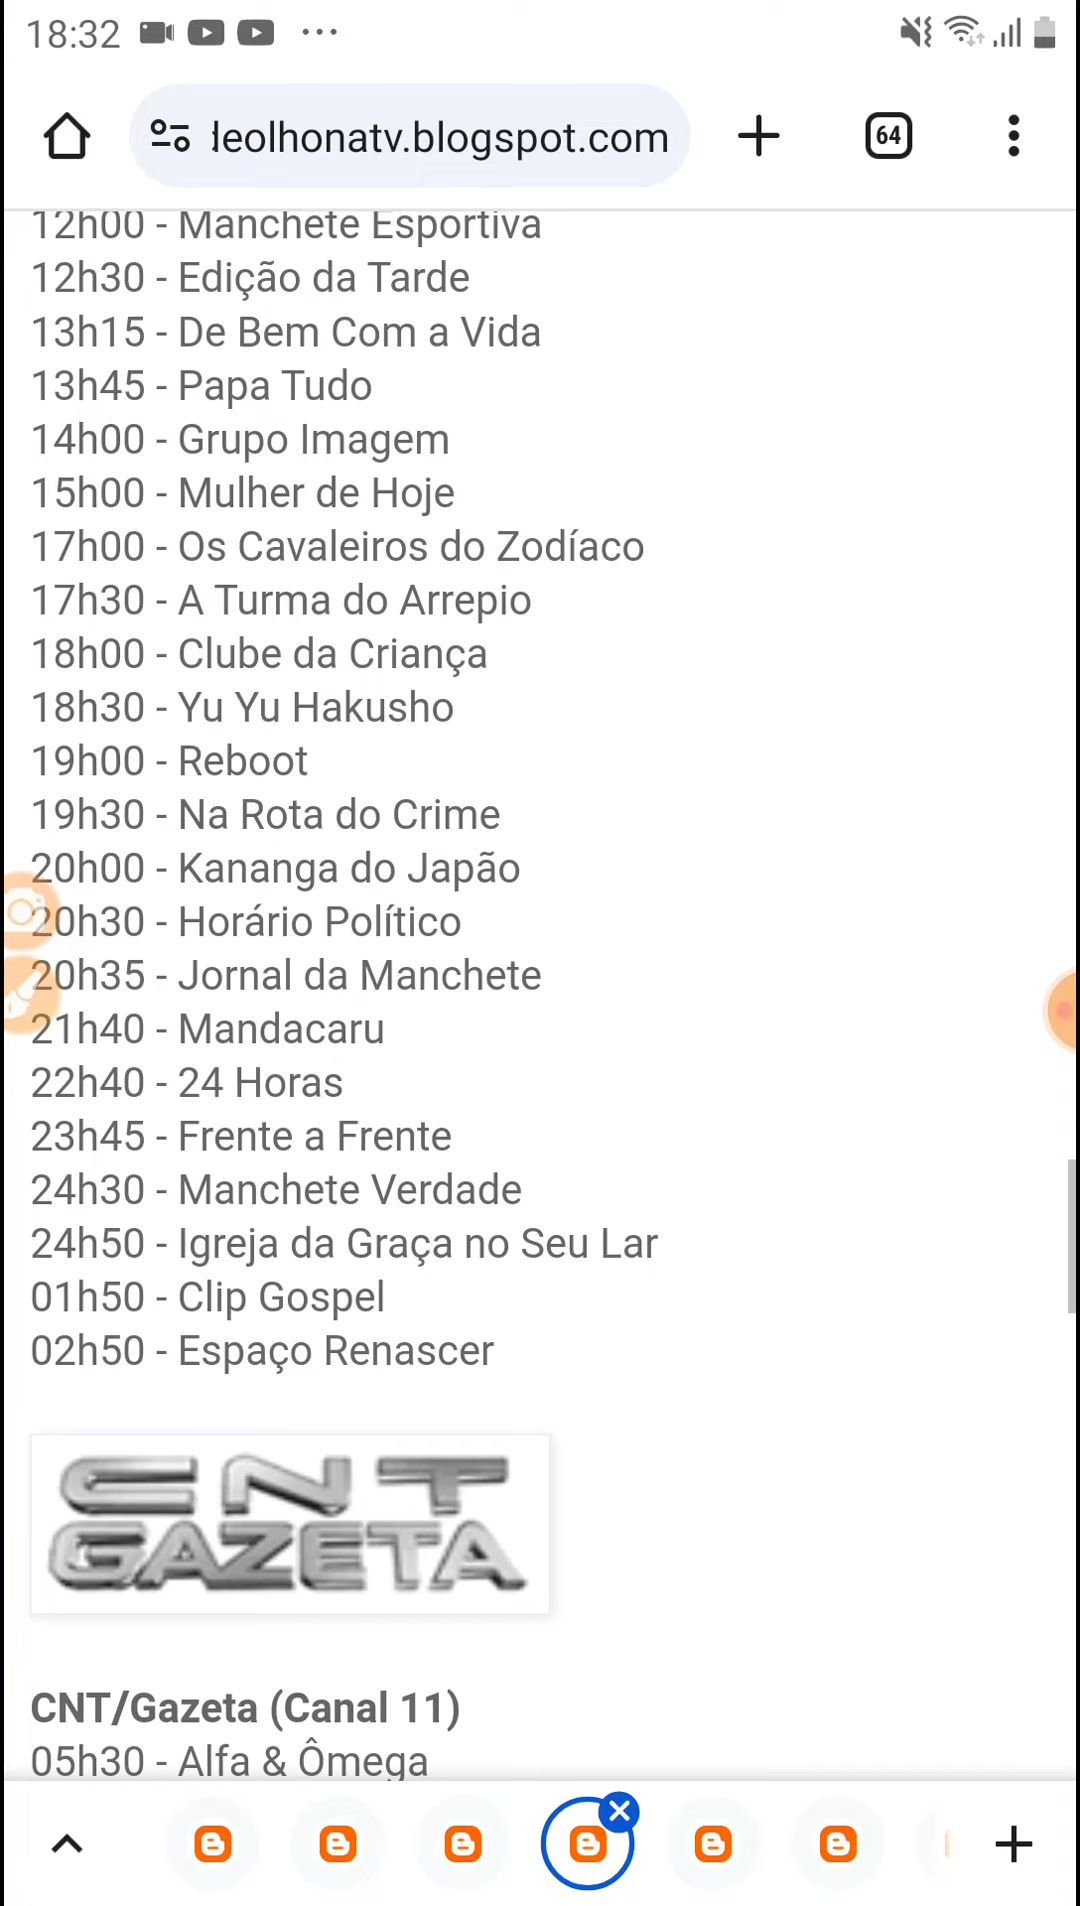 18:32
deolhonatv.blogspot.com
64
12h00 - Manchete Esportiva
12h30 - Edição da Tarde
13h15 - De Bem Com a Vida
13h45 - Papa Tudo
14h00 - Grupo Imagem
15h00 - Mulher de Hoje
17h00 - Os Cavaleiros do Zodíaco
17h30 - A Turma do Arrepio
18h00 - Clube da Criança
18h30 - Yu Yu Hakusho
19h00 - Reboot
19h30 - Na Rota do Crime
20h00 - Kananga do Japão
20h30 - Horário Político
20h35 - Jornal da Manchete
21h40 - Mandacaru
22h40 - 24 Horas
23h45 - Frente a Frente
24h30 - Manchete Verdade
24h50 - Igreja da Graça no Seu Lar
01h50 - Clip Gospel
02h50 - Espaço Renascer
CNT
GAZETA
CNT/Gazeta (Canal 11)
05h30 - Alfa & Ômega